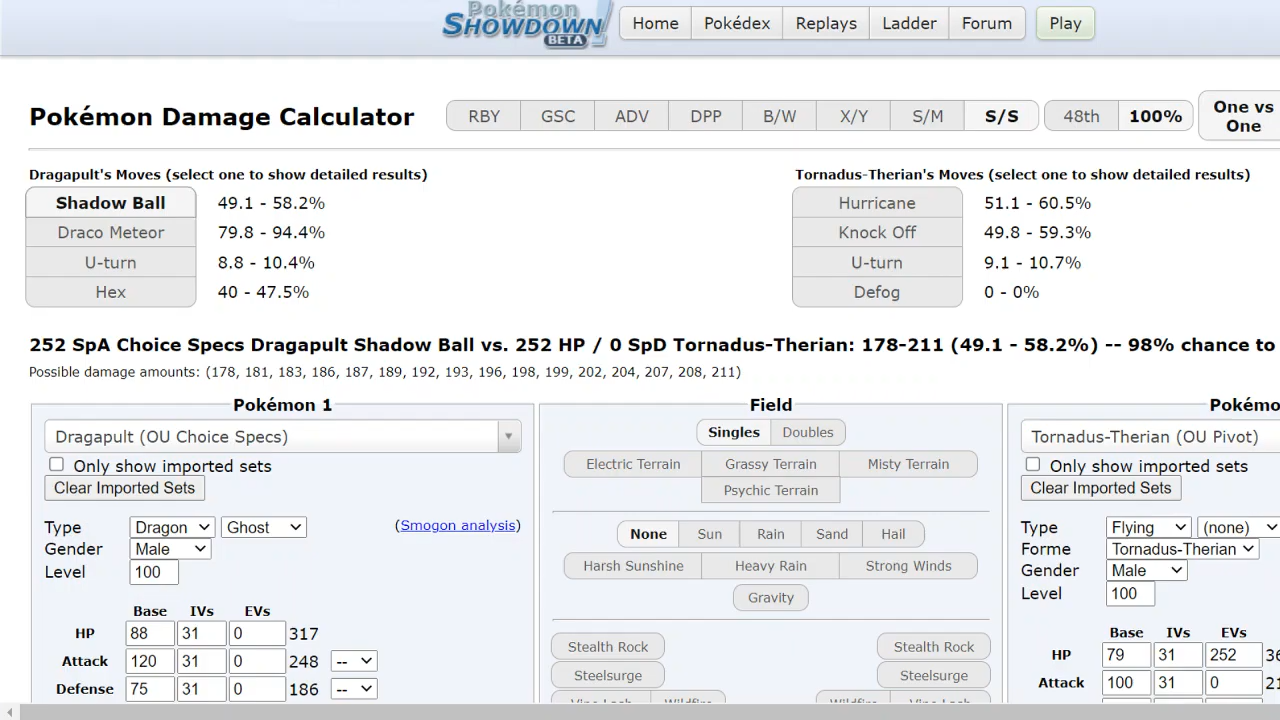 Pokémon
SHOWDOWN!
BETA
Home Pokédex Replays Ladder Forum Play
Pokémon Damage Calculator RBY GSC ADV DPP B/W X/Y S/M S/S 48th 100% One vs
One
Dragapult's Moves (select one to show detailed results) Tornadus-Therian's Moves (select one to show detailed results)
Shadow Ball 49.1 - 58.2% Hurricane 51.1 - 60.5%
Draco Meteor 79.8 - 94.4% Knock Off 49.8 - 59.3%
U-turn 8.8 - 10.4% U-turn 9.1 - 10.7%
Hex 40 - 47.5% Defog 0 - 0%
252 SpA Choice Specs Dragapult Shadow Ball vs. 252 HP / 0 SpD Tornadus-Therian: 178-211 (49.1 - 58.2%) -- 98% chance to
Possible damage amounts: (178, 181, 183, 186, 187, 189, 192, 193, 196, 198, 199, 202, 204, 207, 208, 211)
Pokémon 1 Field Pokémo
Singles Doubles
Dragapult (OU Choice Specs) Tornadus-Therian (OU Pivot)
Only show imported sets Electric Terrain Grassy Terrain Misty Terrain Only show imported sets
Clear Imported Sets Psychic Terrain Clear Imported Sets
Type Dragon Ghost (Smogon analysis) None Sun Rain Sand Hail Type Flying (none)
Gender Male Forme Tornadus-Therian
Level 100 Harsh Sunshine Heavy Rain Strong Winds Gender Male
Gravity Level 100
Base IVs EVs
HP 88 31 0 317 Base IVs EVs
Stealth Rock Stealth Rock HP 79 31 252 36
Attack 120 31 0 248 --
Steelsurge Steelsurge Attack 100 31 0 21
Defense 75 31 0 186 --
Vine Lash Wildfire Wildfire Vine Lash